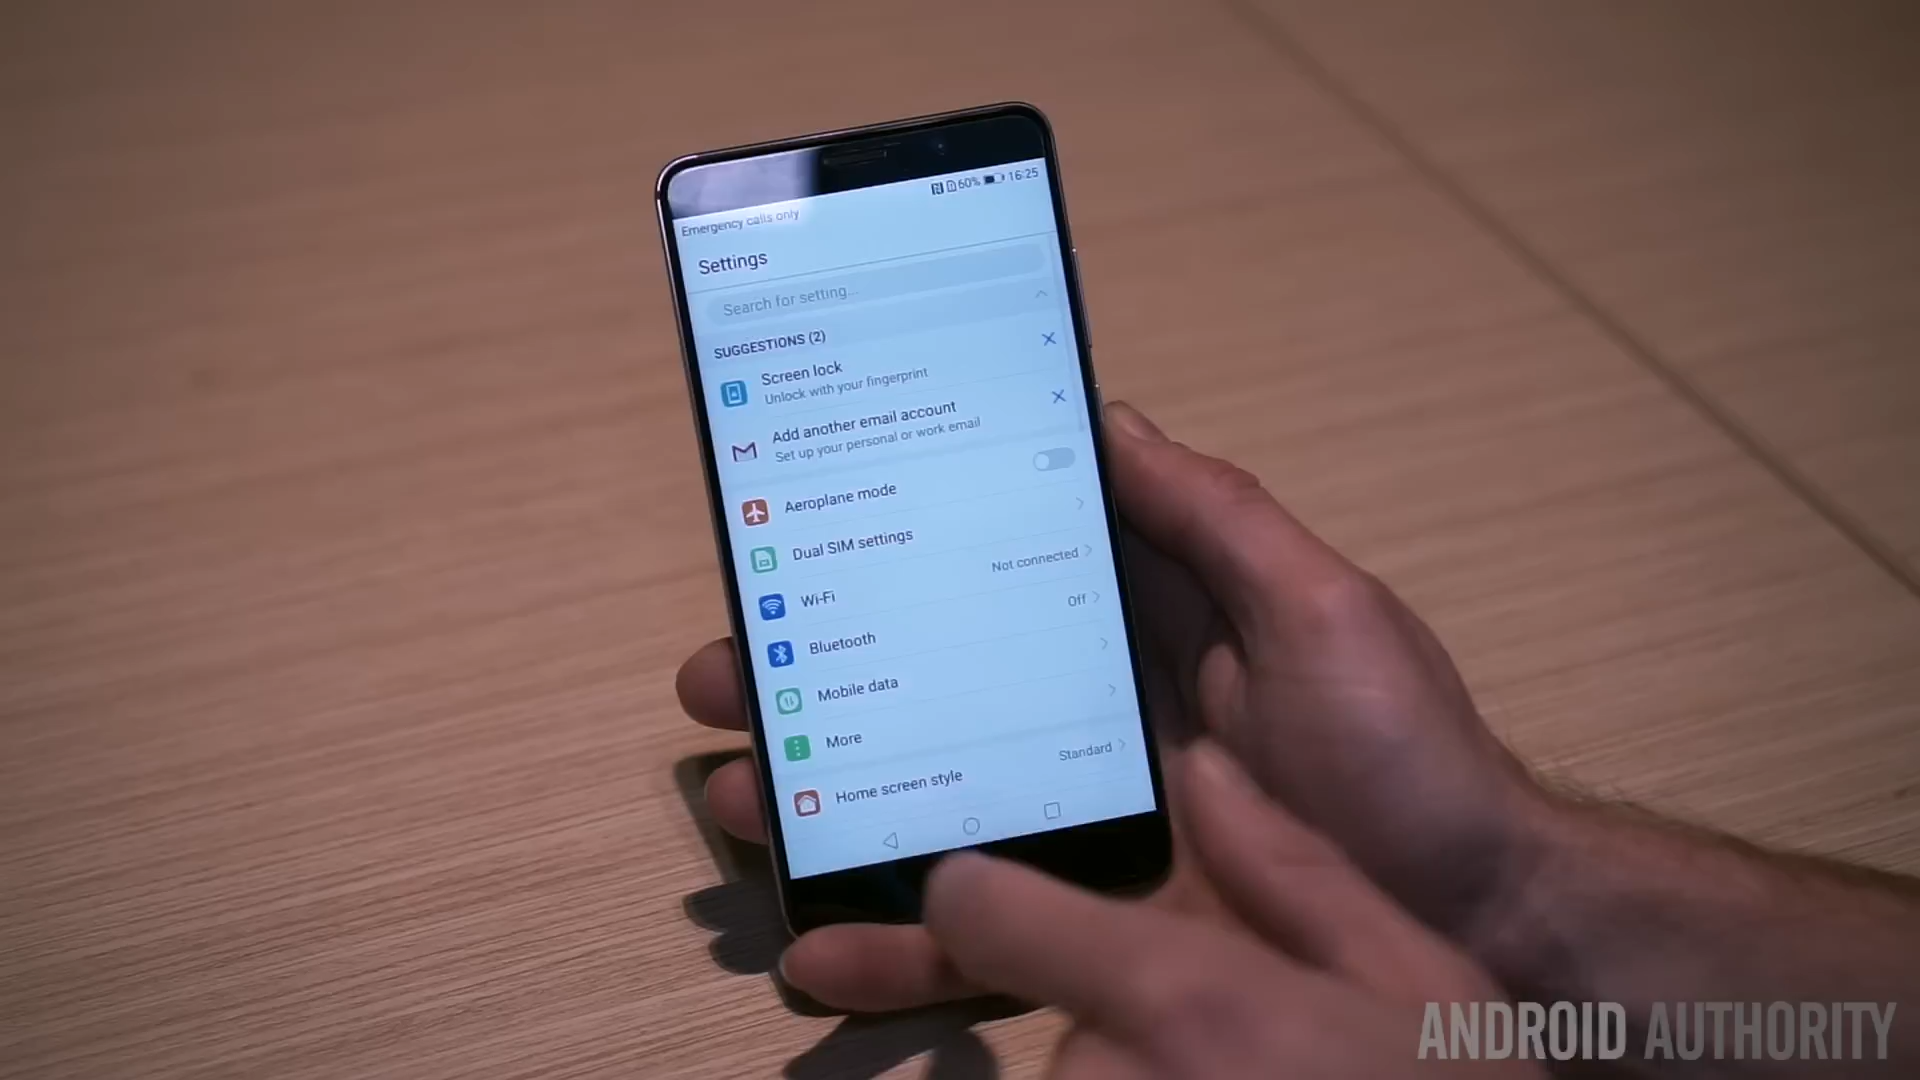 60% 16:25
Emergency calls only
Settings
Search for setting...
SUGGESTIONS (2)
Screen lock
Unlock with your fingerprint
Add another email account
Set up your personal or work email
Aeroplane mode
Dual SIM settings
Wi-Fi Not connected
Bluetooth Off
Mobile data
More
Home screen style Standard
ANDROID AUTHORITY